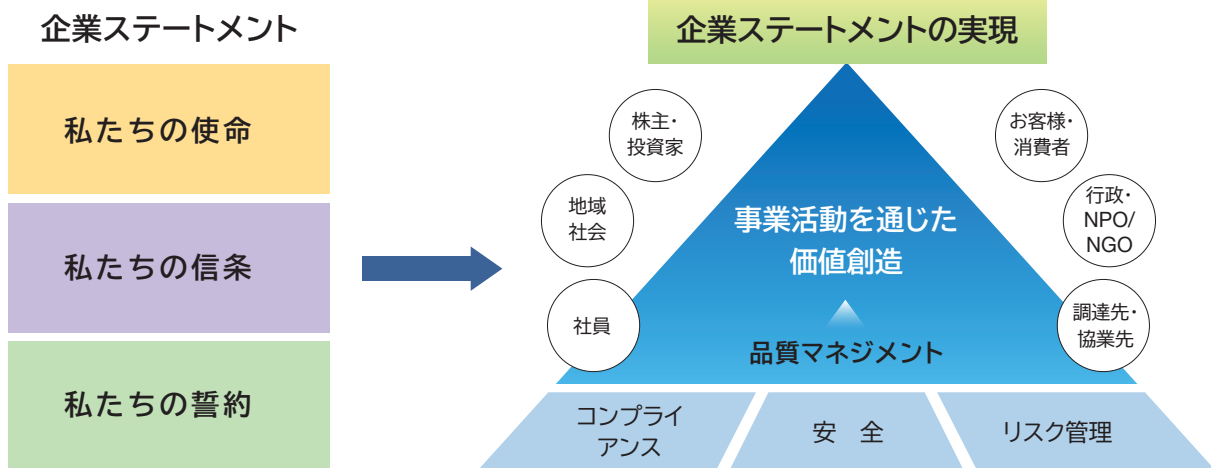 企業ステートメント
私たちの使命
私たちの信条
私たちの誓約
企業ステートメントの実現
株主・
投資家
地域
社会
社員
お客様・
消費者
行政・
NPO/
NGO
調達先・
協業先
事業活動を通じた
価値創造
品質マネジメント
コンプライ
アンス
安　全
リスク管理